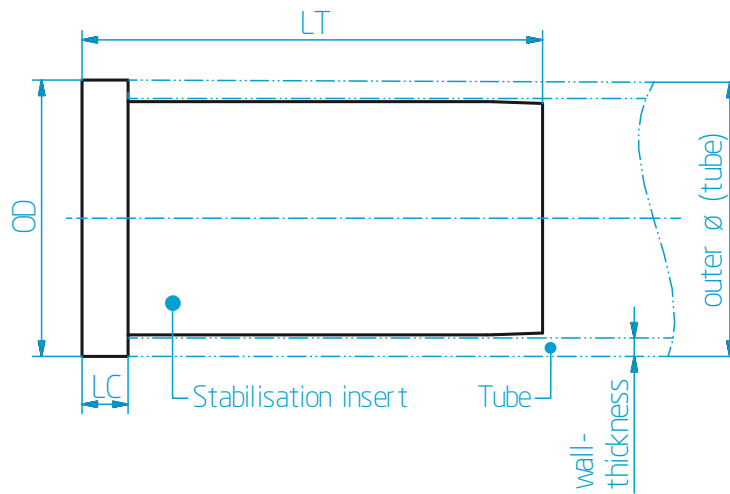 LT
OD
outer ø (tube)
LC
Stabilisation insert
Tube
wall-
thickness